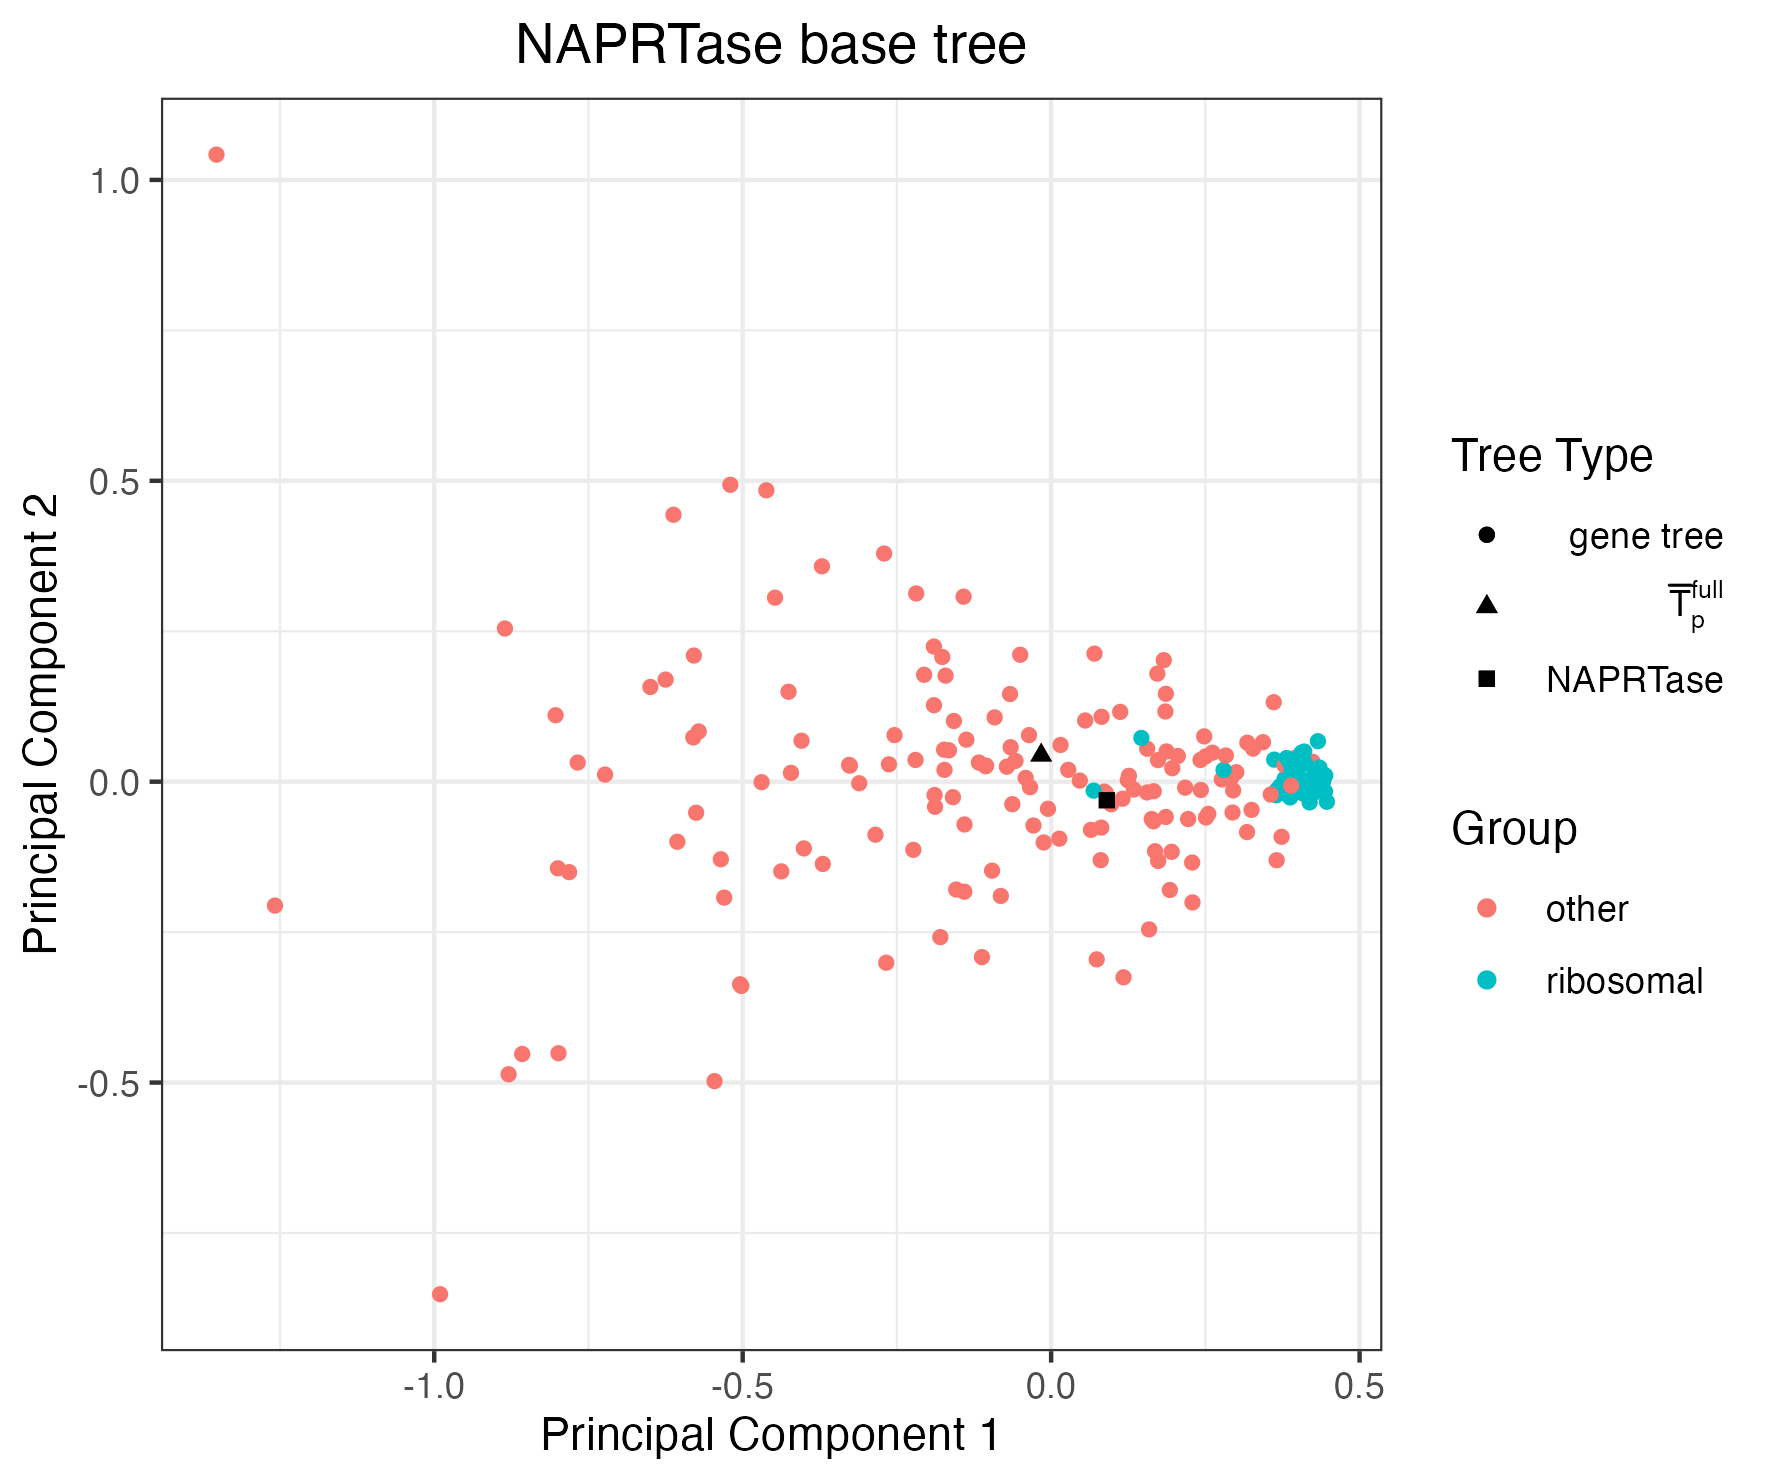 NAPRTase base tree
1.0
0.5
0.0
-0.5
Principal Component 2
-1.0 -0.5 0.0 0.5
Principal Component 1
Tree Type
gene tree
T̅ₚᶠᵘˡˡ
NAPRTase
Group
other
ribosomal